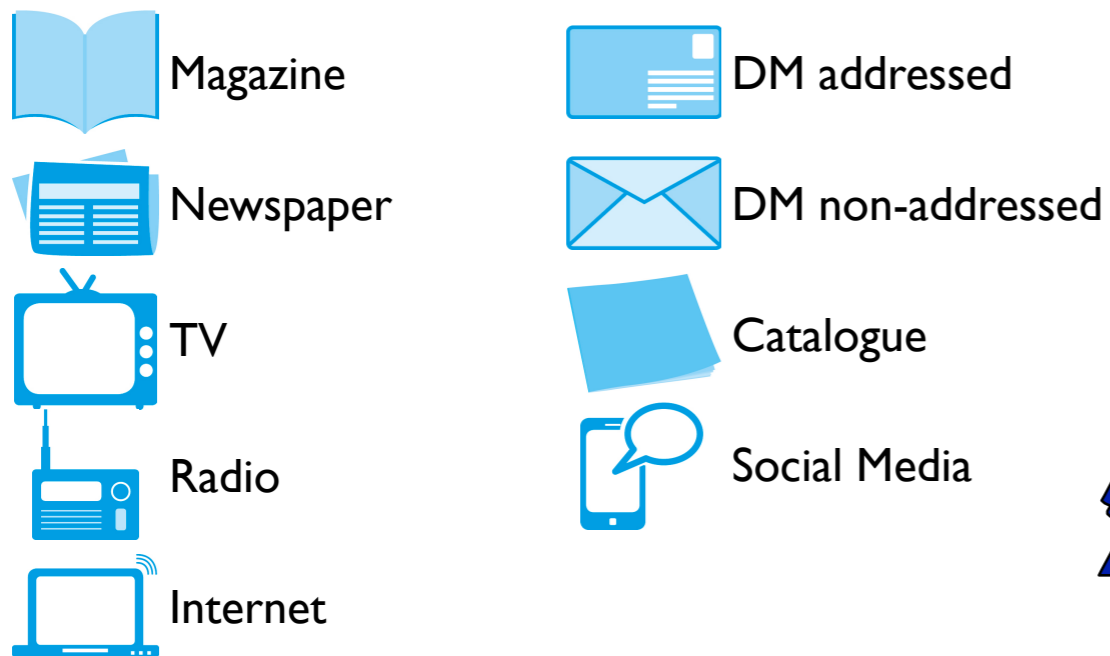 Magazine
Newspaper
TV
Radio
Internet
DM addressed
DM non-addressed
Catalogue
Social Media